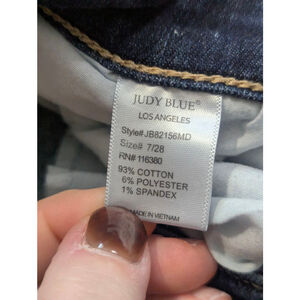 JUDY BLUE®
LOS ANGELES
Style#JB82156MD
Size# 7/28
RN# 116380
93% COTTON
6% POLYESTER
1% SPANDEX
MADE IN VIETNAM